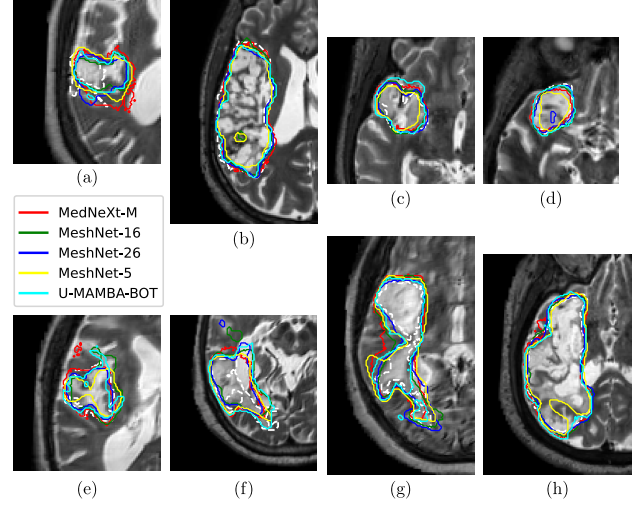 (a)
(b)
(c)
(d)
MedNeXt-M
MeshNet-16
MeshNet-26
MeshNet-5
U-MAMBA-BOT
(e)
(f)
(g)
(h)